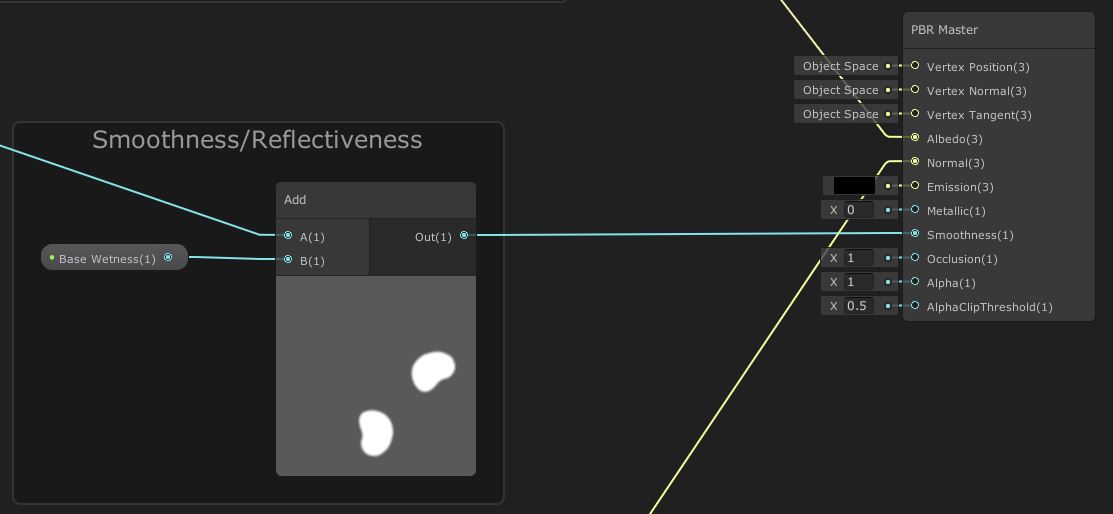 PBR Master
Object Space Vertex Position(3)
Object Space Vertex Normal(3)
Object Space Vertex Tangent(3)
Albedo(3)
Normal(3)
Emission(3)
X 0 Metallic(1)
Smoothness(1)
X 1 Occlusion(1)
X 1 Alpha(1)
X 0.5 AlphaClipThreshold(1)
Smoothness/Reflectiveness
Add
A(1) Out(1)
Base Wetness(1) B(1)